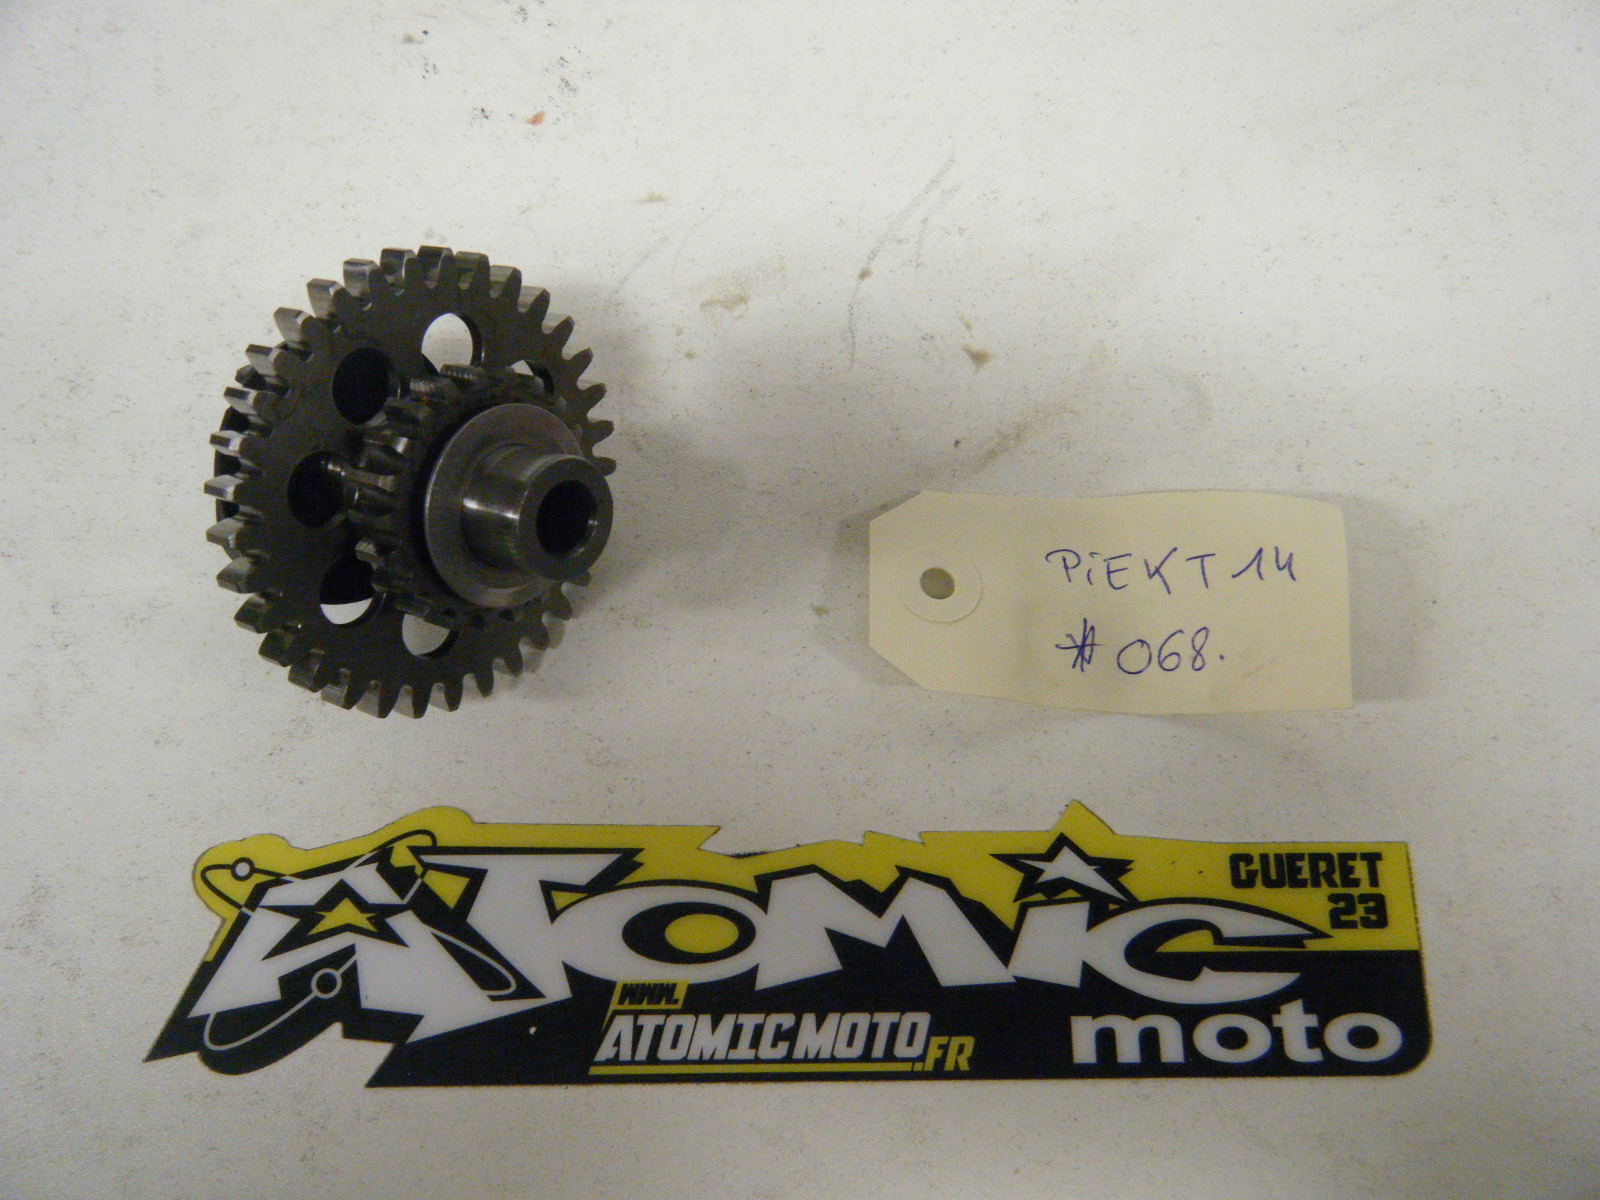 PiEKT14
#068.
ATOMiC
GUERET
23
WWW.
ATOMICMOTO.FR
moto